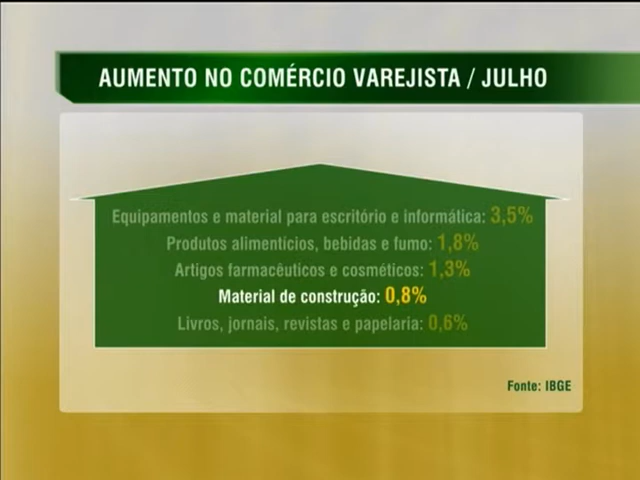 AUMENTO NO COMÉRCIO VAREJISTA / JULHO
Equipamentos e material para escritório e informática: 3,5%
Produtos alimentícios, bebidas e fumo: 1,8%
Artigos farmacêuticos e cosméticos: 1,3%
Material de construção: 0,8%
Livros, jornais, revistas e papelaria: 0,6%
Fonte: IBGE